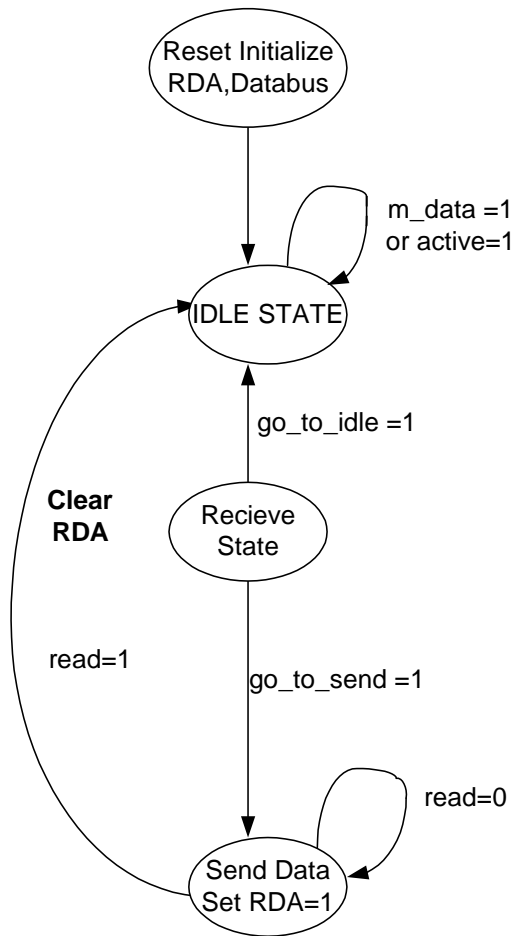 Reset Initialize
RDA,Databus
m_data =1
or active=1
IDLE STATE
go_to_idle =1
Clear
RDA
Recieve
State
read=1
go_to_send =1
read=0
Send Data
Set RDA=1